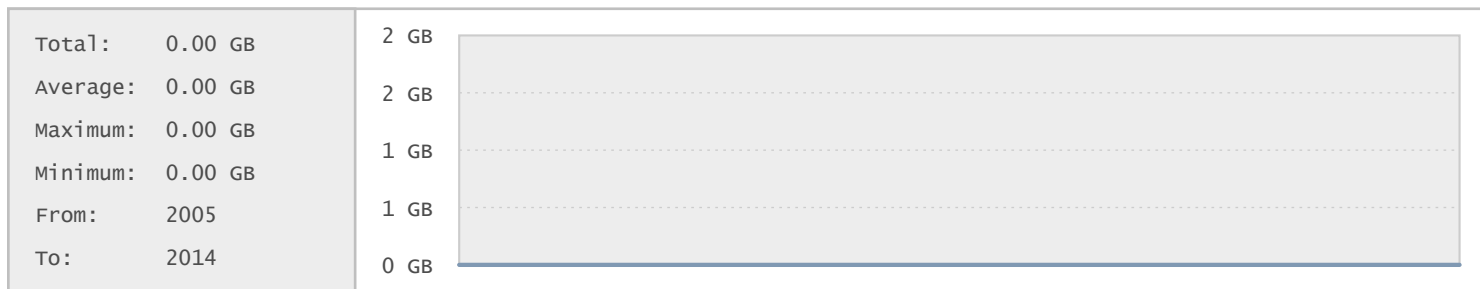 Total: 0.00 GB
Average: 0.00 GB
Maximum: 0.00 GB
Minimum: 0.00 GB
From: 2005
To: 2014
2 GB
2 GB
1 GB
1 GB
0 GB